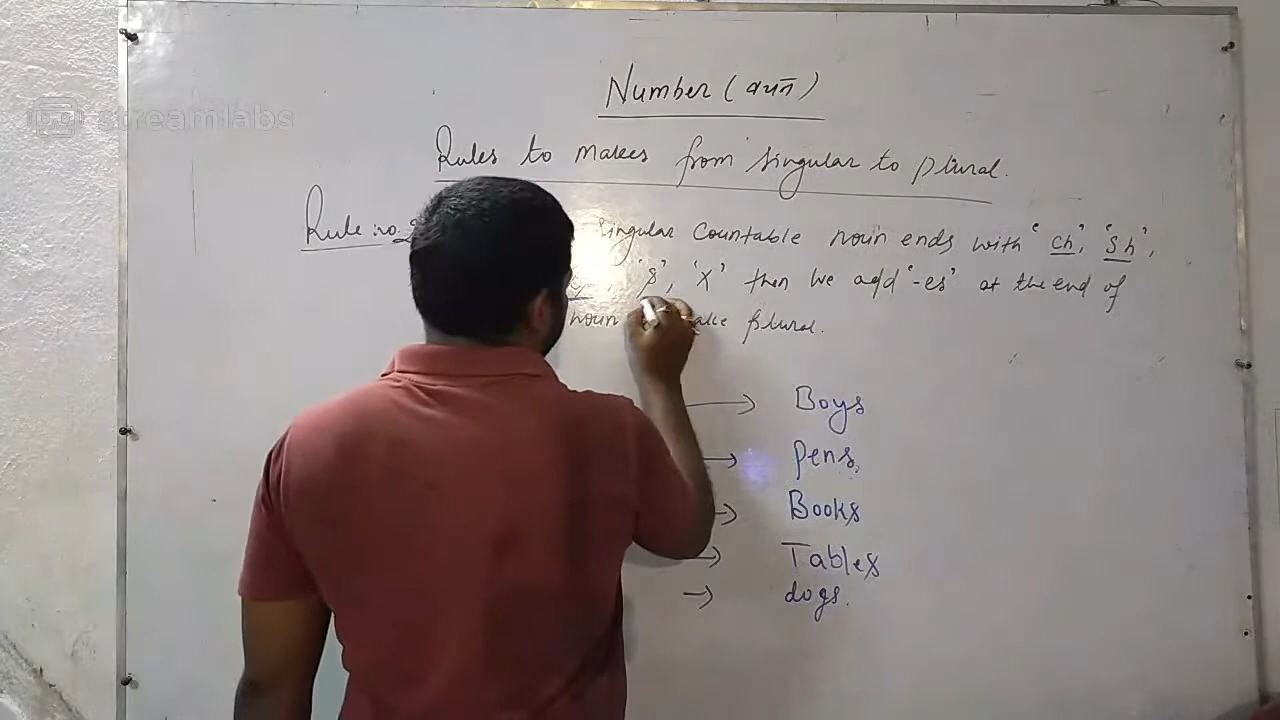 streamlabs
Number (वचन)
Rules to makes from singular to plural.
Rule no. 2 singular Countable noun ends with 'ch', 'sh',
's', 'x' then we add '-es' at the end of
noun plural.
Boys
Pens
Books
Tables
dogs.